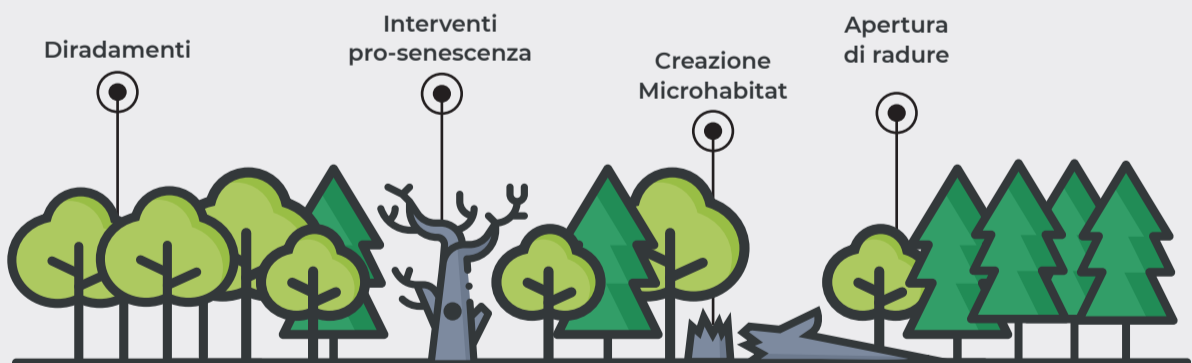 Diradamenti
Interventi
pro-senescenza
Creazione
Microhabitat
Apertura
di radure